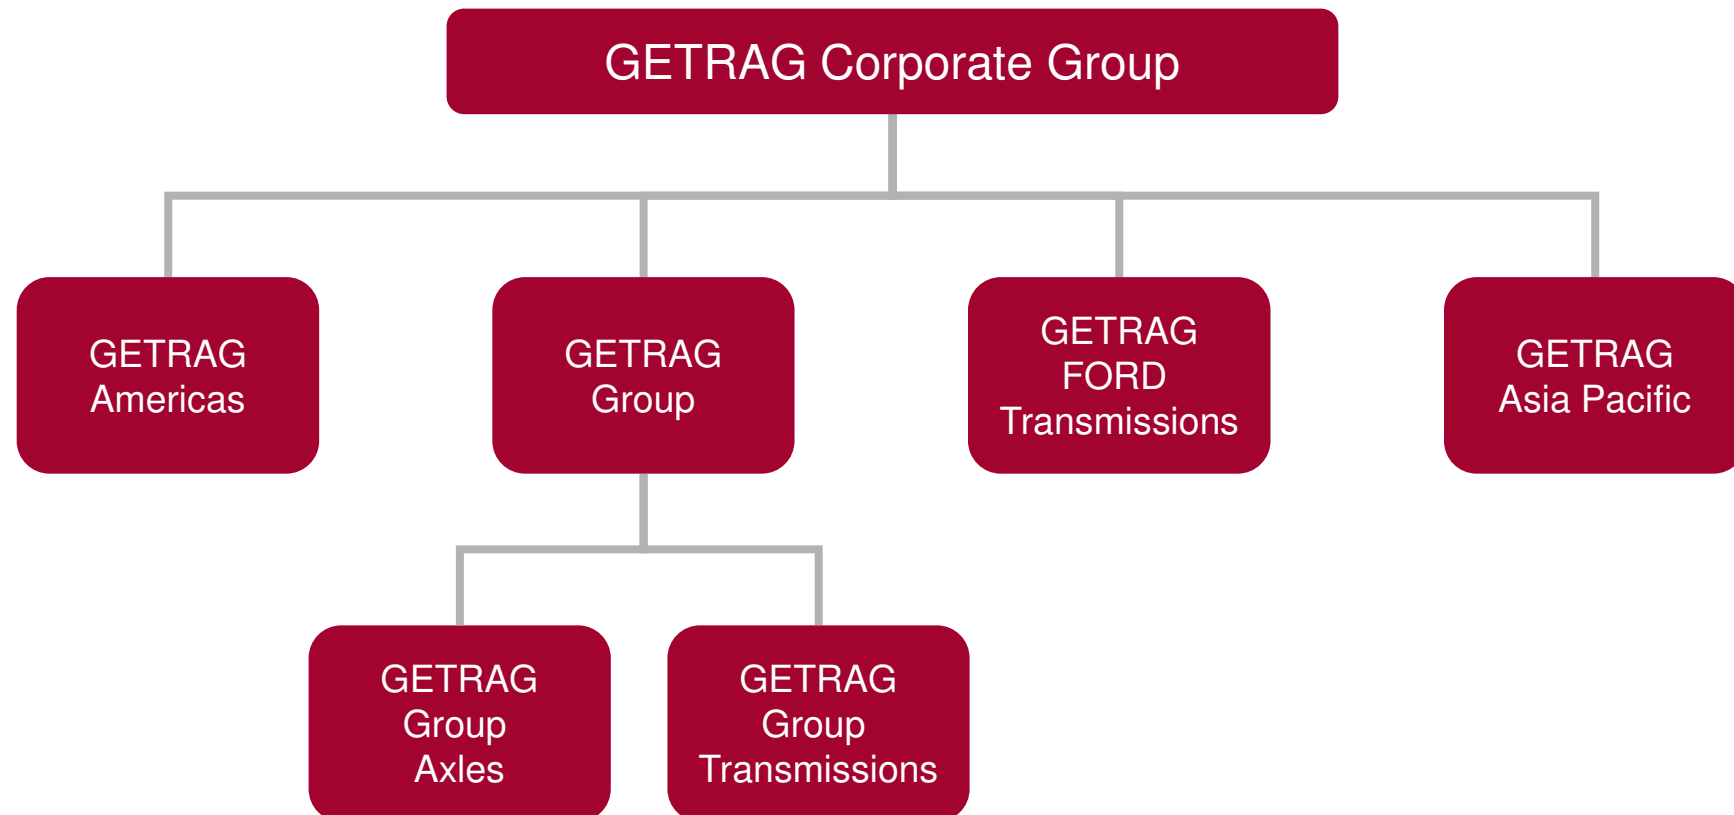 GETRAG Corporate Group
GETRAG
Americas
GETRAG
Group
GETRAG
FORD
Transmissions
GETRAG
Asia Pacific
GETRAG
Group
Axles
GETRAG
Group
Transmissions